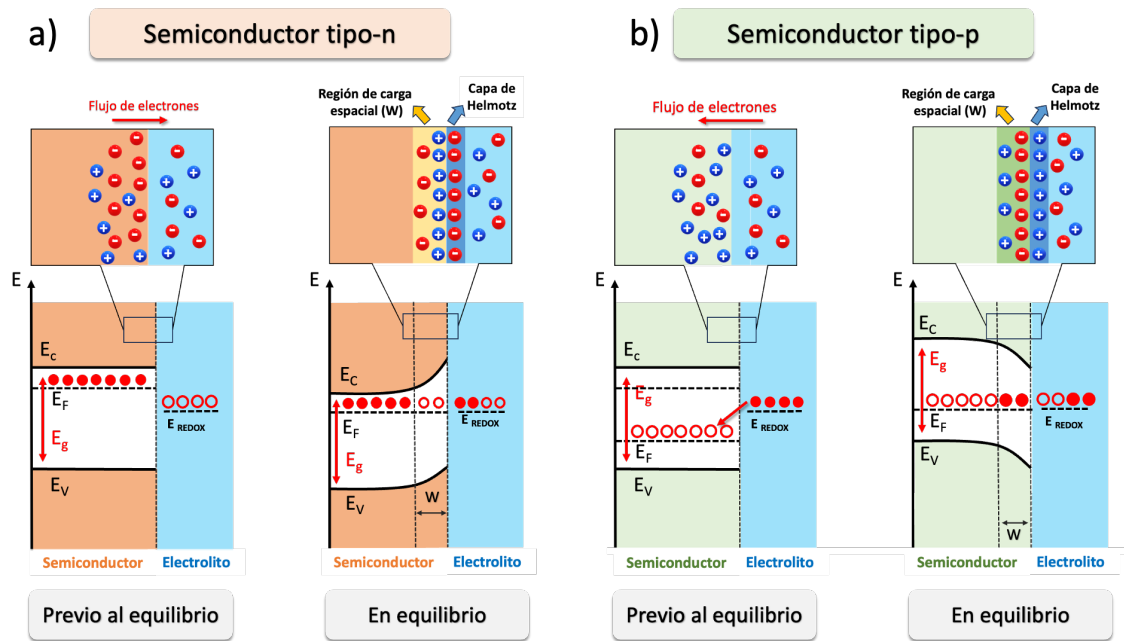 a)
Semiconductor tipo-n
Flujo de electrones
Región de carga
espacial (W)
Capa de
Helmotz
E
E
Ec
EF
Eg
EV
E REDOX
EC
EF
Eg
EV
W
E REDOX
Semiconductor
Electrolito
Semiconductor
Electrolito
Previo al equilibrio
En equilibrio
b)
Semiconductor tipo-p
Flujo de electrones
Región de carga
espacial (W)
Capa de
Helmotz
E
E
Ec
Eg
EF
EV
E REDOX
EC
Eg
EF
EV
W
E REDOX
Semiconductor
Electrolito
Semiconductor
Electrolito
Previo al equilibrio
En equilibrio